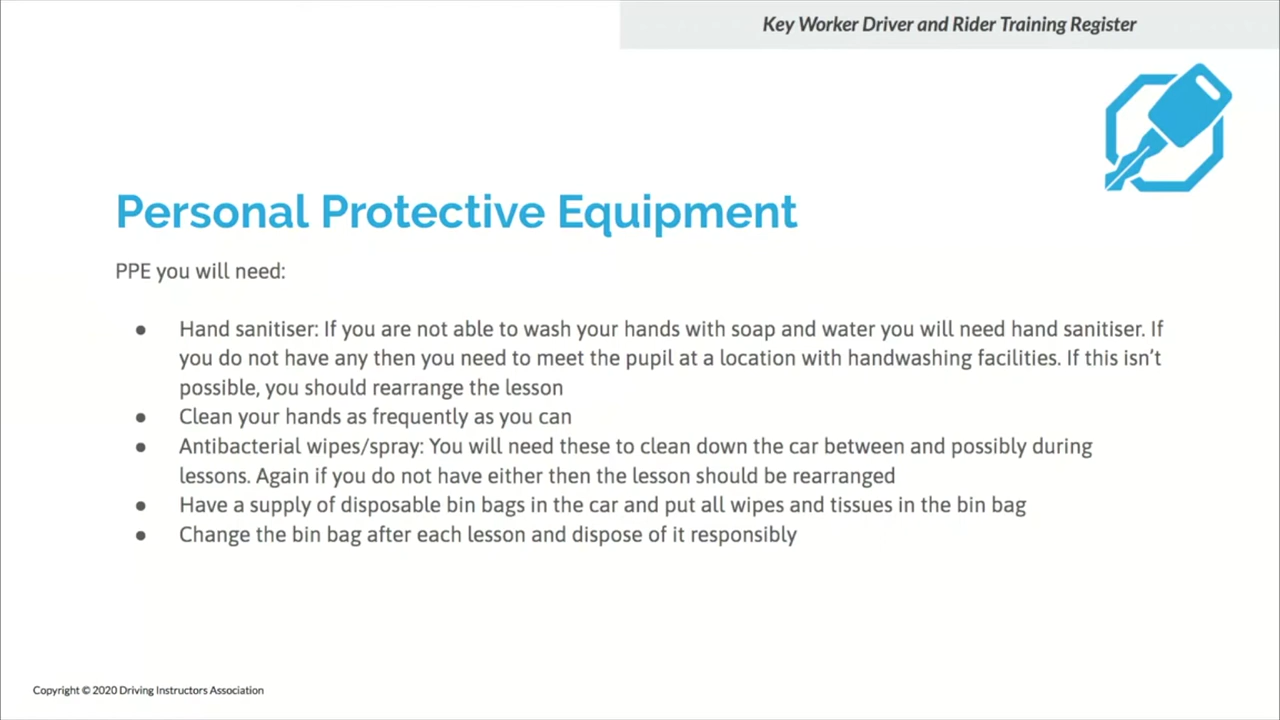 Key Worker Driver and Rider Training Register
Personal Protective Equipment
PPE you will need:
● Hand sanitiser: If you are not able to wash your hands with soap and water you will need hand sanitiser. If
you do not have any then you need to meet the pupil at a location with handwashing facilities. If this isn't
possible, you should rearrange the lesson
● Clean your hands as frequently as you can
● Antibacterial wipes/spray: You will need these to clean down the car between and possibly during
lessons. Again if you do not have either then the lesson should be rearranged
● Have a supply of disposable bin bags in the car and put all wipes and tissues in the bin bag
● Change the bin bag after each lesson and dispose of it responsibly
Copyright © 2020 Driving Instructors Association